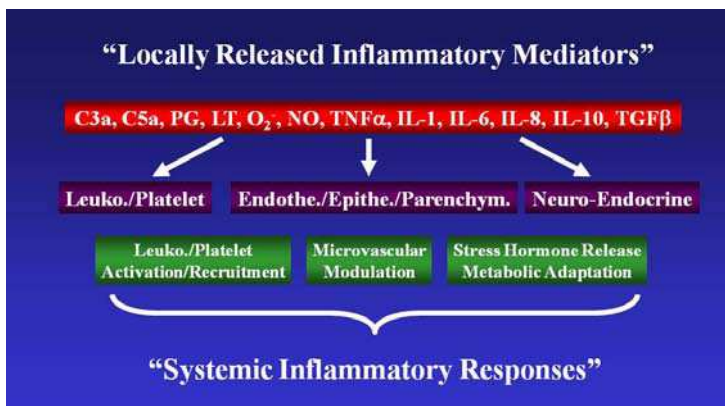 “Locally Released Inflammatory Mediators”
C3a, C5a, PG, LT, O₂⁻, NO, TNFα, IL-1, IL-6, IL-8, IL-10, TGFβ
Leuko./Platelet
Endothe./Epithe./Parenchym.
Neuro-Endocrine
Leuko./Platelet
Activation/Recruitment
Microvascular
Modulation
Stress Hormone Release
Metabolic Adaptation
“Systemic Inflammatory Responses”